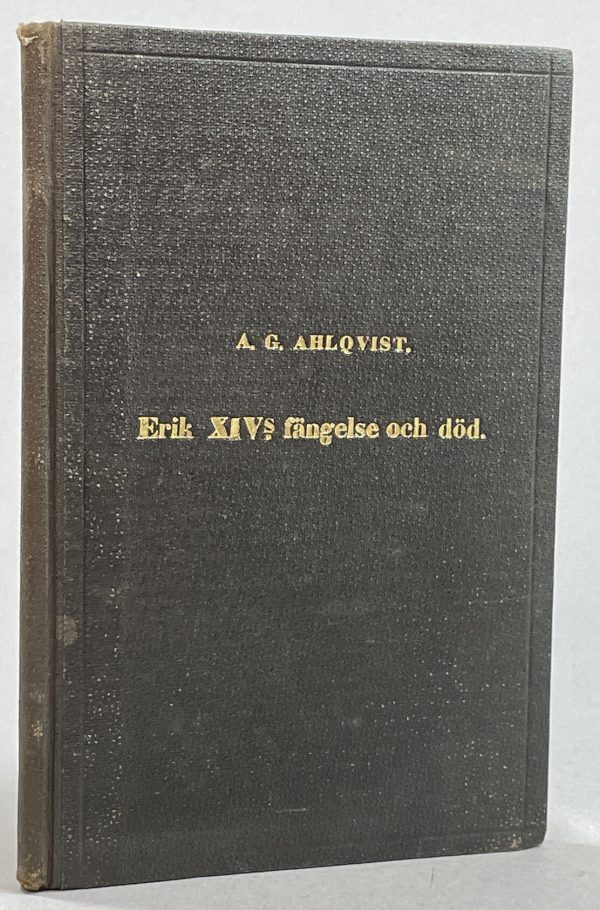 A. G. AHLQVIST.
Erik XIVs. fängelse och död.